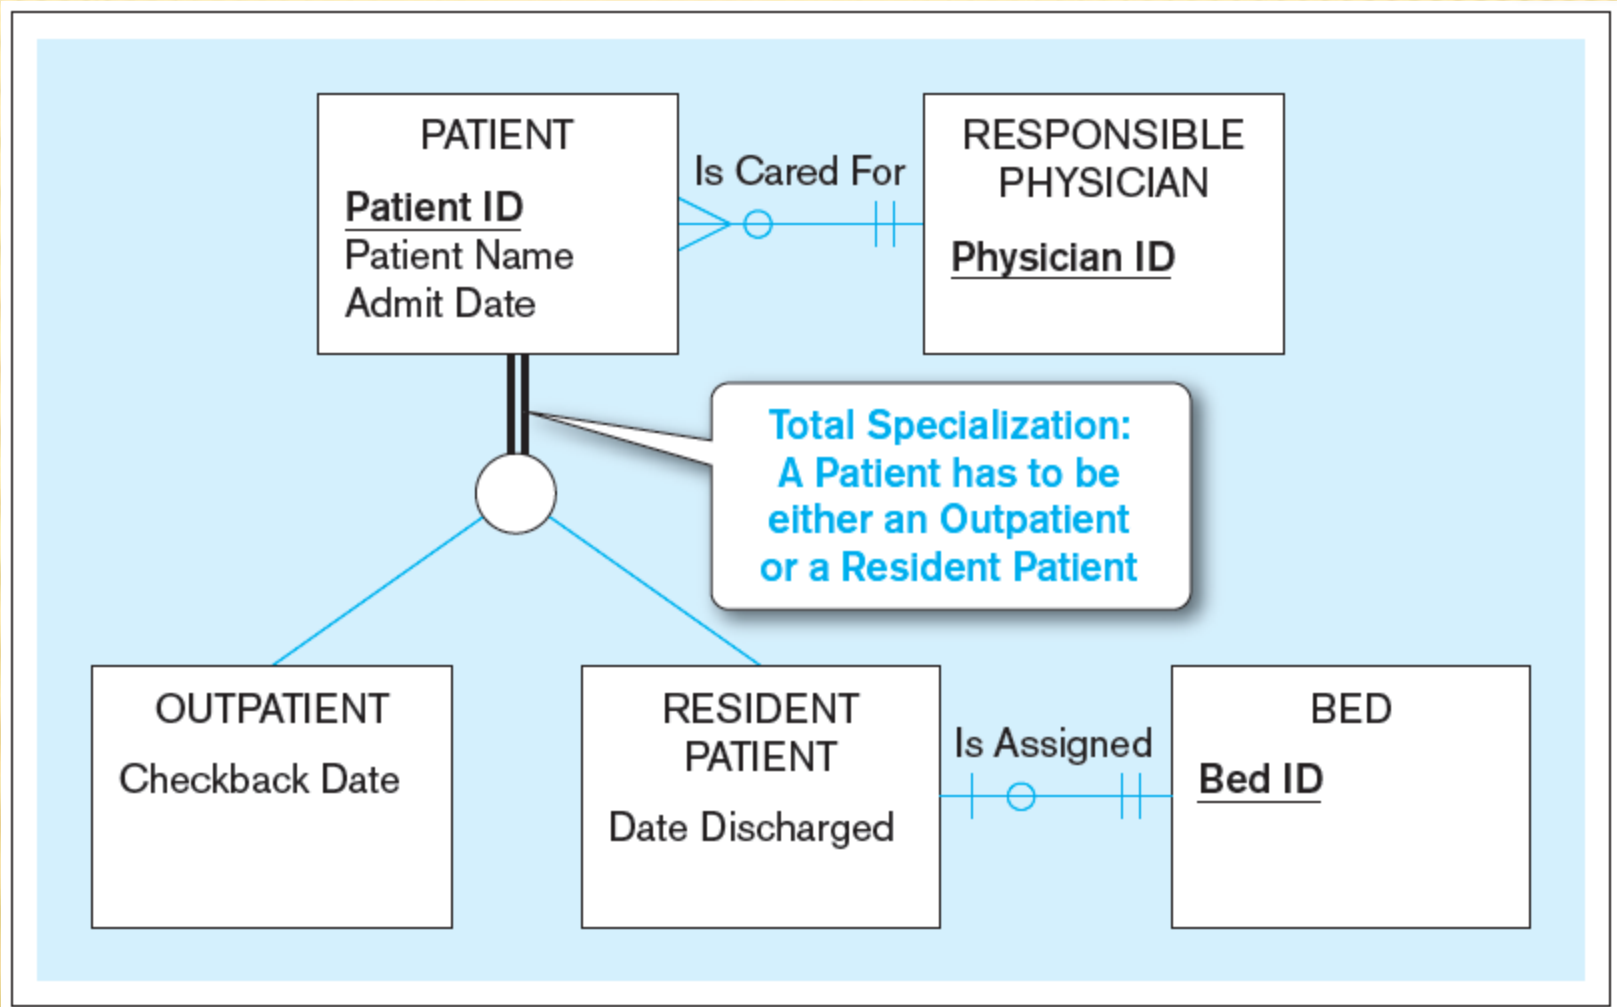 PATIENT
Patient ID
Patient Name
Admit Date
Is Cared For
RESPONSIBLE
PHYSICIAN
Physician ID
Total Specialization:
A Patient has to be
either an Outpatient
or a Resident Patient
OUTPATIENT
Checkback Date
RESIDENT
PATIENT
Date Discharged
Is Assigned
BED
Bed ID